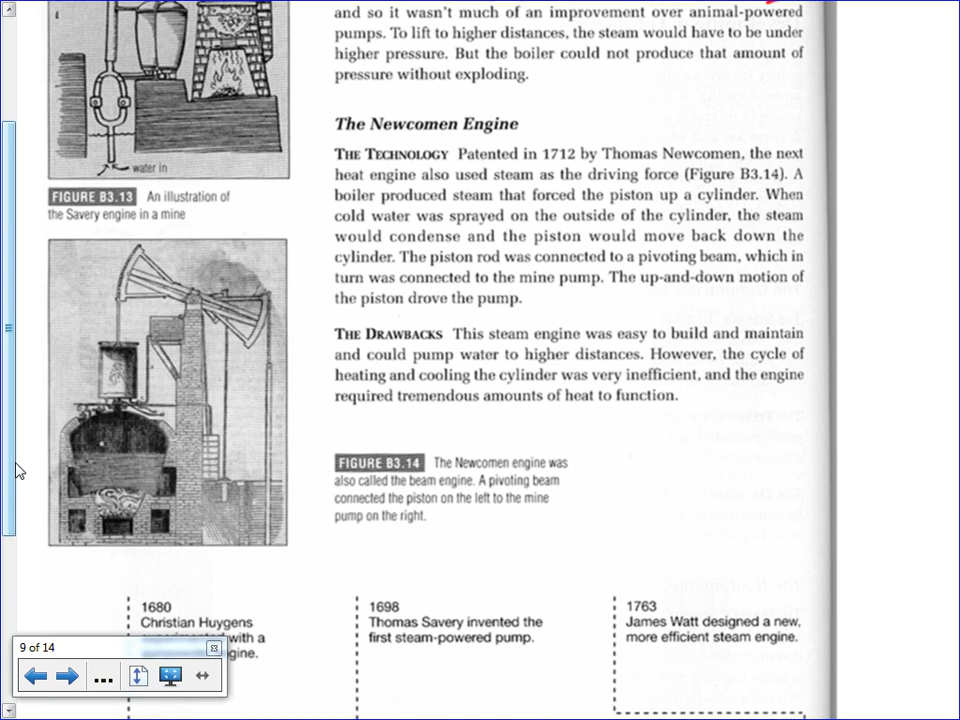 and so it wasn't much of an improvement over animal-powered
pumps. To lift to higher distances, the steam would have to be under
higher pressure. But the boiler could not produce that amount of
pressure without exploding.
water in
FIGURE B3.13 An illustration of
the Savery engine in a mine
The Newcomen Engine
THE TECHNOLOGY Patented in 1712 by Thomas Newcomen, the next
heat engine also used steam as the driving force (Figure B3.14). A
boiler produced steam that forced the piston up a cylinder. When
cold water was sprayed on the outside of the cylinder, the steam
would condense and the piston would move back down the
cylinder. The piston rod was connected to a pivoting beam, which in
turn was connected to the mine pump. The up-and-down motion of
the piston drove the pump.
THE DRAWBACKS This steam engine was easy to build and maintain
and could pump water to higher distances. However, the cycle of
heating and cooling the cylinder was very inefficient, and the engine
required tremendous amounts of heat to function.
FIGURE B3.14 The Newcomen engine was
also called the beam engine. A pivoting beam
connected the piston on the left to the mine
pump on the right.
1680
Christian Huygens
with a
gine.
1698
Thomas Savery invented the
first steam-powered pump.
1763
James Watt designed a new,
more efficient steam engine.
9 of 14